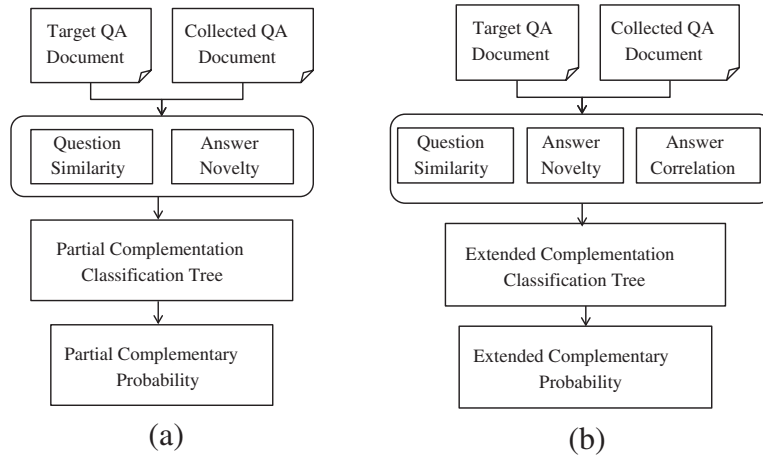 Target QA
Document
Collected QA
Document
Question
Similarity
Answer
Novelty
Partial Complementation
Classification Tree
Partial Complementary
Probability
(a)
Target QA
Document
Collected QA
Document
Question
Similarity
Answer
Novelty
Answer
Correlation
Extended Complementation
Classification Tree
Extended Complementary
Probability
(b)